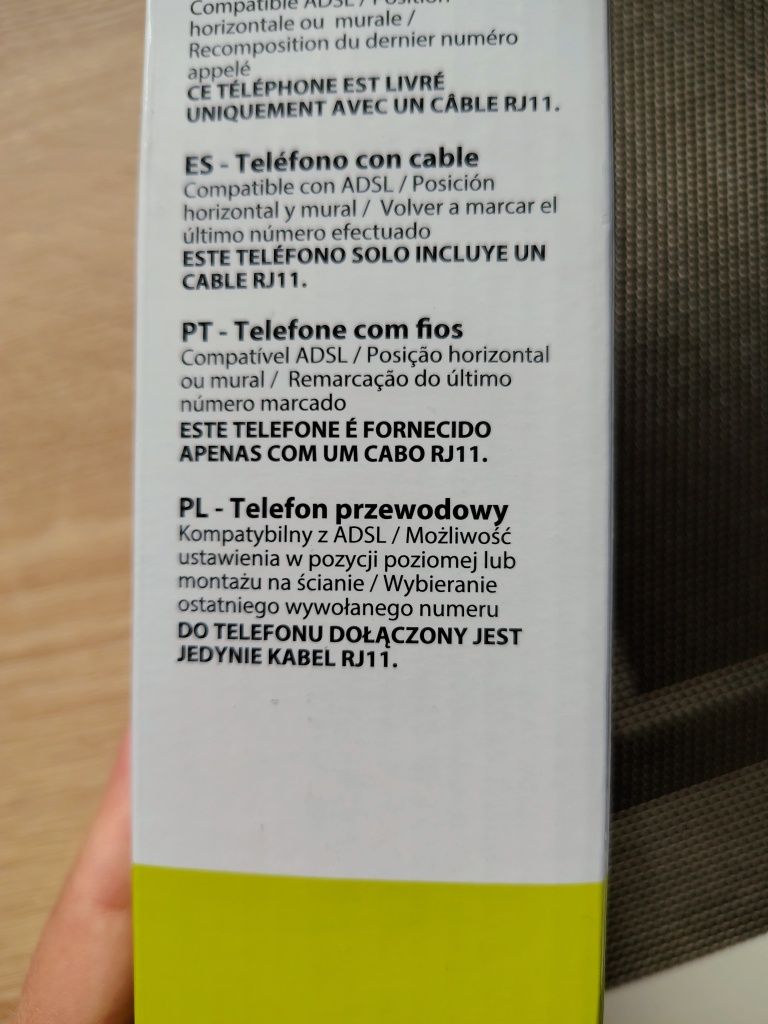 Compatible ADSL / Position
horizontale ou murale /
Recomposition du dernier numéro
appelé
CE TÉLÉPHONE EST LIVRÉ
UNIQUEMENT AVEC UN CÂBLE RJ11.
ES - Teléfono con cable
Compatible con ADSL / Posición
horizontal y mural / Volver a marcar el
último número efectuado
ESTE TELÉFONO SOLO INCLUYE UN
CABLE RJ11.
PT - Telefone com fios
Compatível ADSL / Posição horizontal
ou mural / Remarcação do último
número marcado
ESTE TELEFONE É FORNECIDO
APENAS COM UM CABO RJ11.
PL - Telefon przewodowy
Kompatybilny z ADSL / Możliwość
ustawienia w pozycji poziomej lub
montażu na ścianie / Wybieranie
ostatniego wywołanego numeru
DO TELEFONU DOŁĄCZONY JEST
JEDYNIE KABEL RJ11.